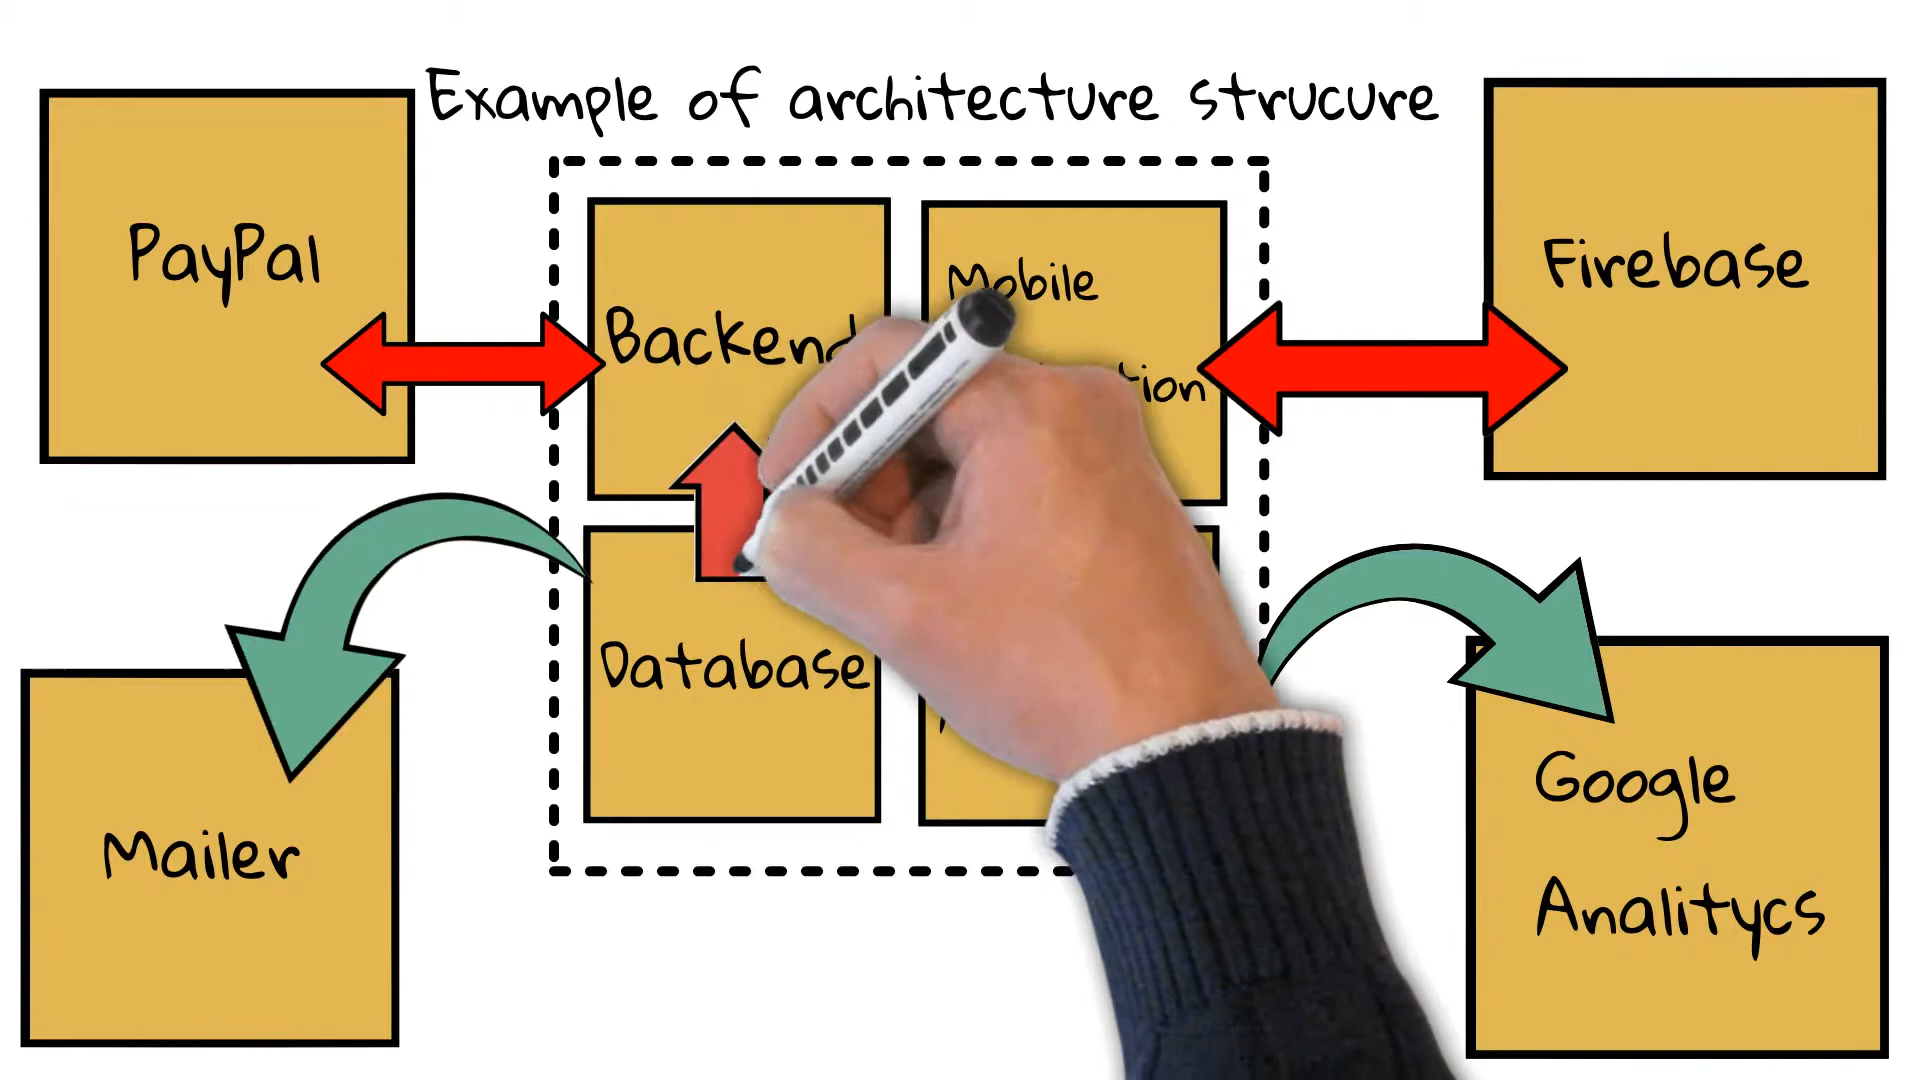 Example of architecture strucure
PayPal
Backend
Mobile
Firebase
Database
Mailer
Google
Analitycs